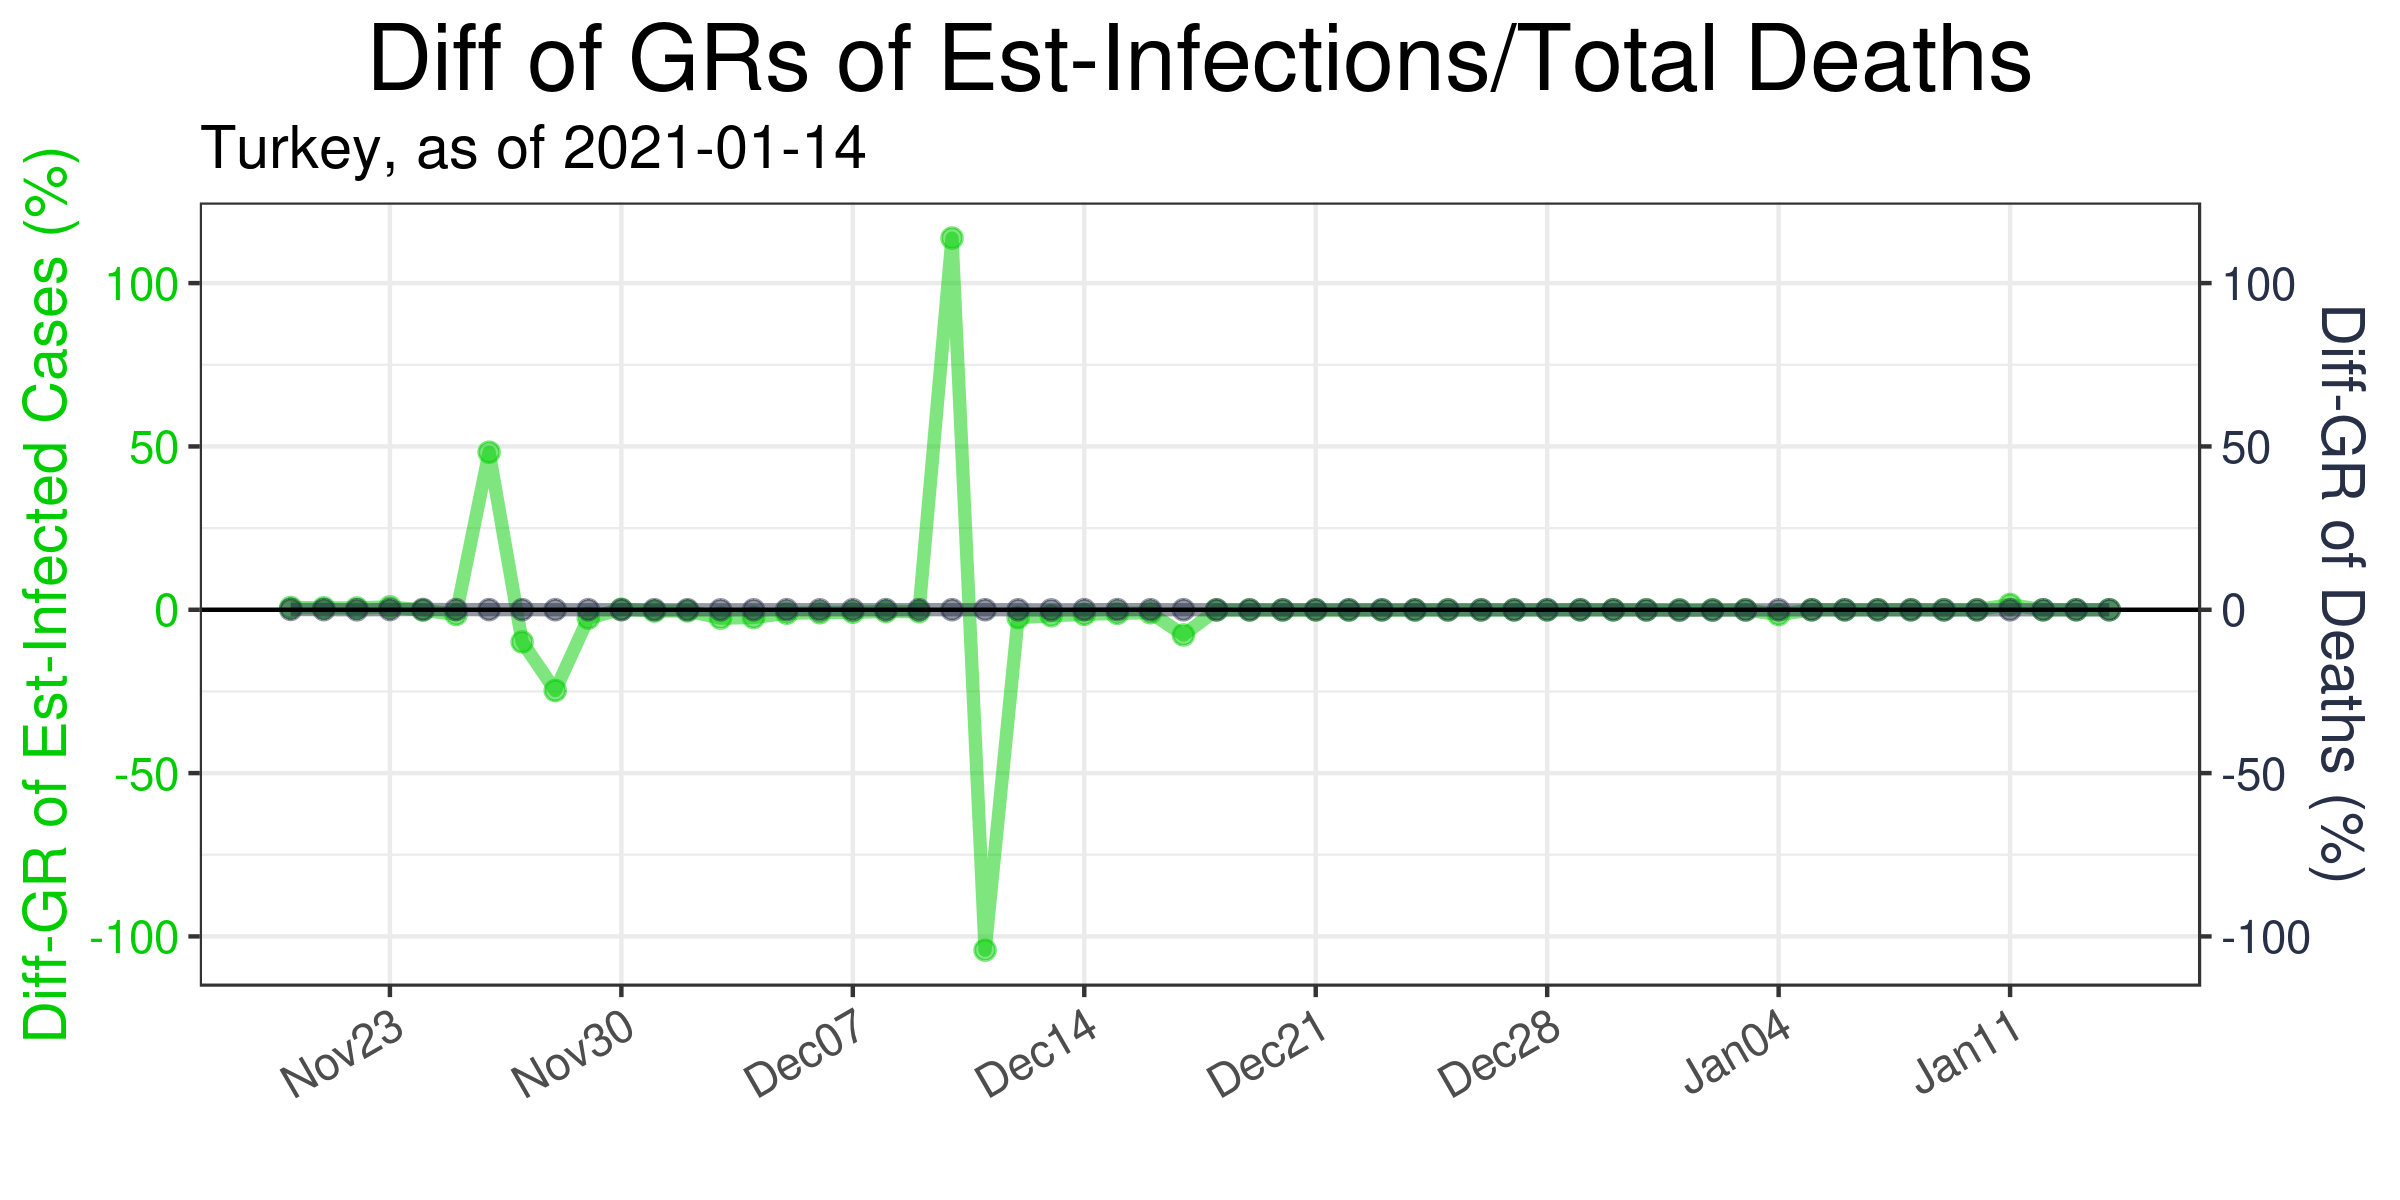 Diff of GRs of Est-Infections/Total Deaths
Turkey, as of 2021-01-14
Diff-GR of Est-Infected Cases (%)
100
50
0
-50
-100
100
50
0
-50
-100
Diff-GR of Deaths (%)
Nov23
Nov30
Dec07
Dec14
Dec21
Dec28
Jan04
Jan11